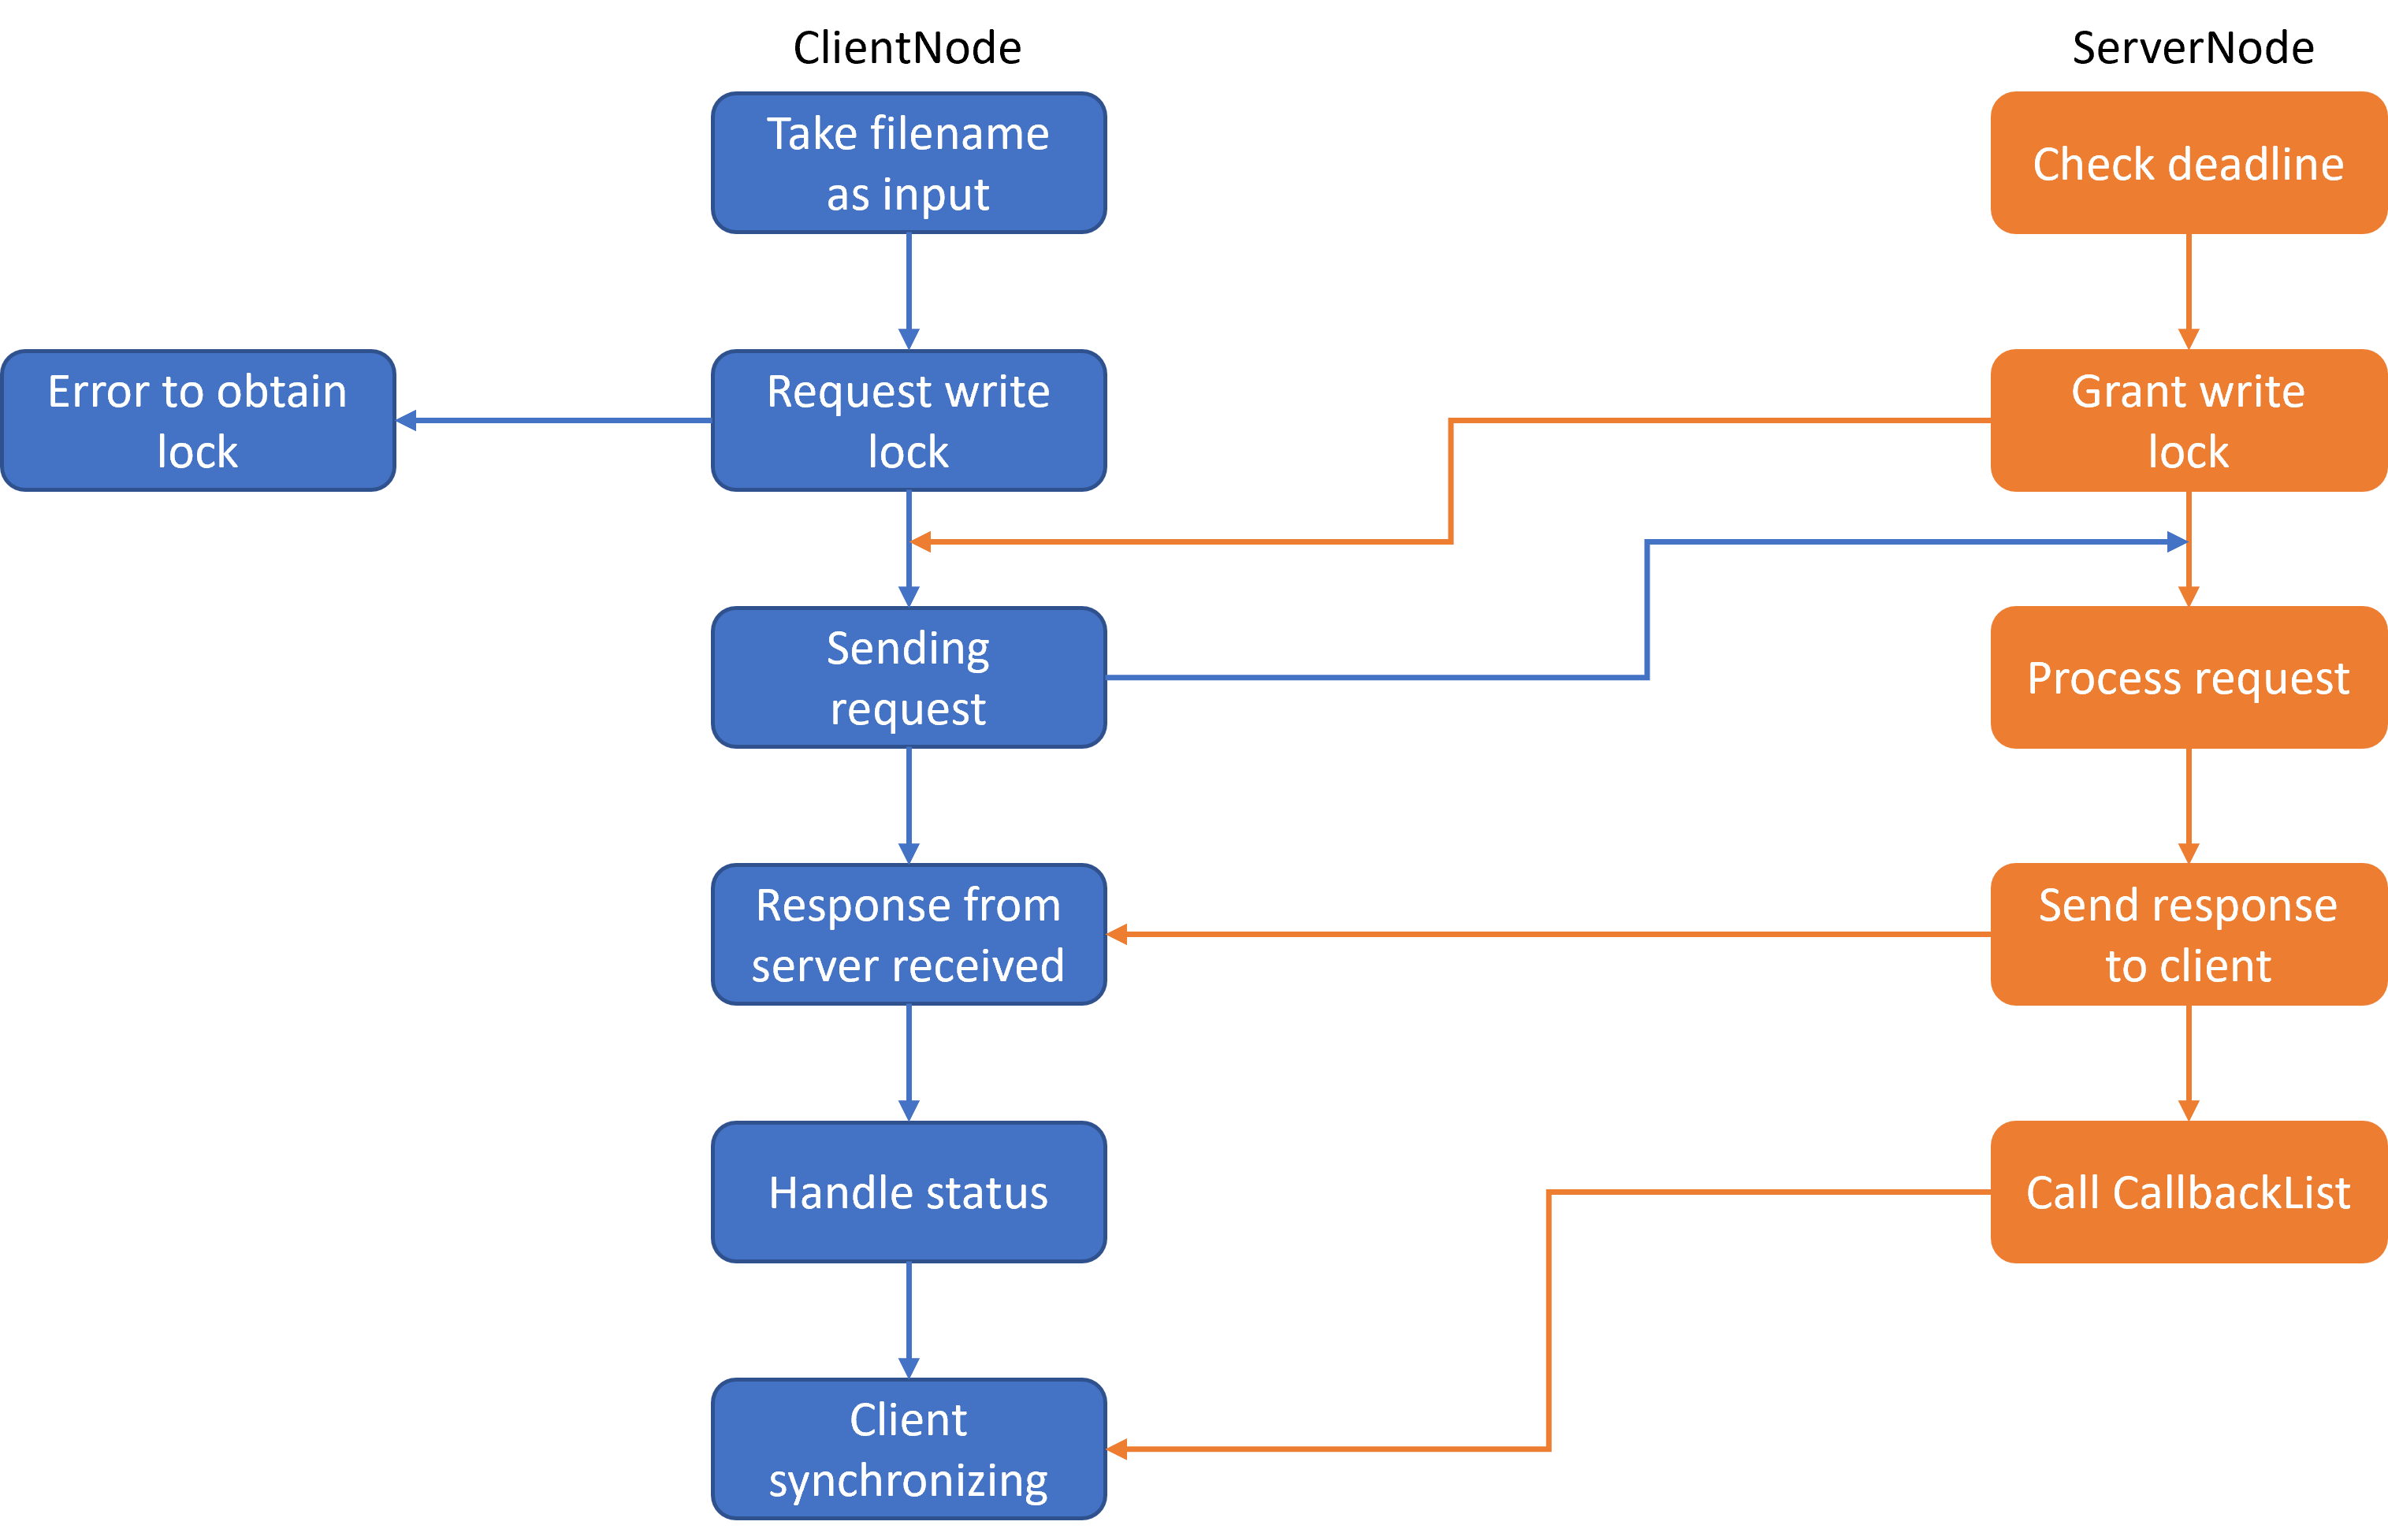 ClientNode
ServerNode
Take filename
as input
Check deadline
Error to obtain
lock
Request write
lock
Grant write
lock
Sending
request
Process request
Response from
server received
Send response
to client
Handle status
Call CallbackList
Client
synchronizing